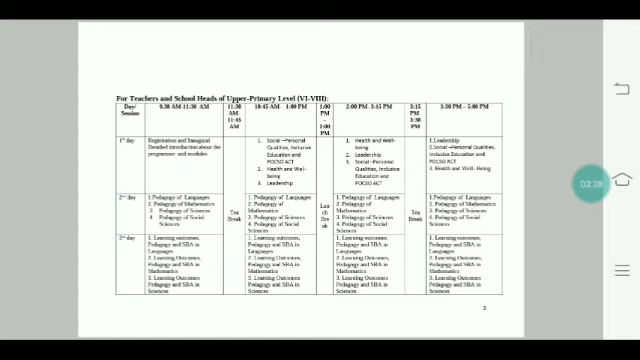 For Teachers and School Heads of Upper-Primary Level (VI-VIII):
Day/
Session
9.30 AM-11:30 AM
11:30
AM-
11:45
AM
10:45 AM- 1:00 PM
1:00
PM
–
2:00
PM
2:00 PM-3:15 PM
3:15
PM-
3:30
PM
3:30 PM – 5:00 PM
1st day
Registration and Inaugural
Detailed introduction about the
programme and modules
1. Social –Personal
Qualities, Inclusive
Education and
POCSO ACT
2. Health and Well-
being
3. Leadership
1. Health and Well-
being
2. Leadership
3. Social –Personal
Qualities, Inclusive
Education and
POCSO ACT
1.Leadership
2.Social –Personal Qualities,
Inclusive Education and
POCSO ACT
3. Health and Well- Being
2nd day
1.Pedagogy of Languages
2. Pedagogy of Mathematics
3 Pedagogy of Sciences
4 Pedagogy of Social
Sciences
Tea
Break
1.Pedagogy of Languages
2. Pedagogy of
Mathematics
3. Pedagogy of Sciences
4. Pedagogy of Social
Sciences
Lun
ch
Bre
ak
1.Pedagogy of Languages
2. Pedagogy of Mathematics
3. Pedagogy of Sciences
4. Pedagogy of Social
Sciences
Tea
Break
1.Pedagogy of Languages
2. Pedagogy of Mathematics
3. Pedagogy of Sciences
4. Pedagogy of Social
Sciences
3rd day
1. Learning outcomes,
Pedagogy and SBA in
Languages
2. Learning Outcomes,
Pedagogy and SBA in
Mathematics
3. Learning Outcomes
Pedagogy and SBA in
Sciences
1. Learning outcomes,
Pedagogy and SBA in
Languages
2. Learning Outcomes,
Pedagogy and SBA in
Mathematics
3. Learning Outcomes
Pedagogy and SBA in
Sciences
1. Learning outcomes,
Pedagogy and SBA in
Languages
2. Learning Outcomes,
Pedagogy and SBA in
Mathematics
3. Learning Outcomes
Pedagogy and SBA in
Sciences
1. Learning outcomes,
Pedagogy and SBA in
Languages
2. Learning Outcomes,
Pedagogy and SBA in
Mathematics
3. Learning Outcomes
Pedagogy and SBA in
Sciences
3
03:38